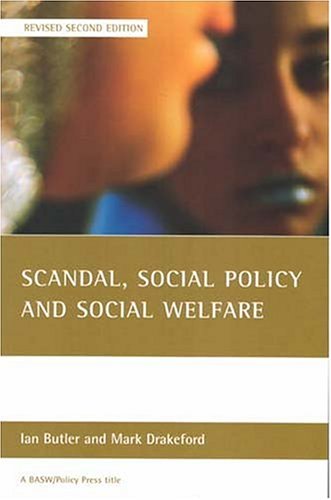 REVISED SECOND EDITION
SCANDAL, SOCIAL POLICY
AND SOCIAL WELFARE
Ian Butler and Mark Drakeford
A BASW/Policy Press title